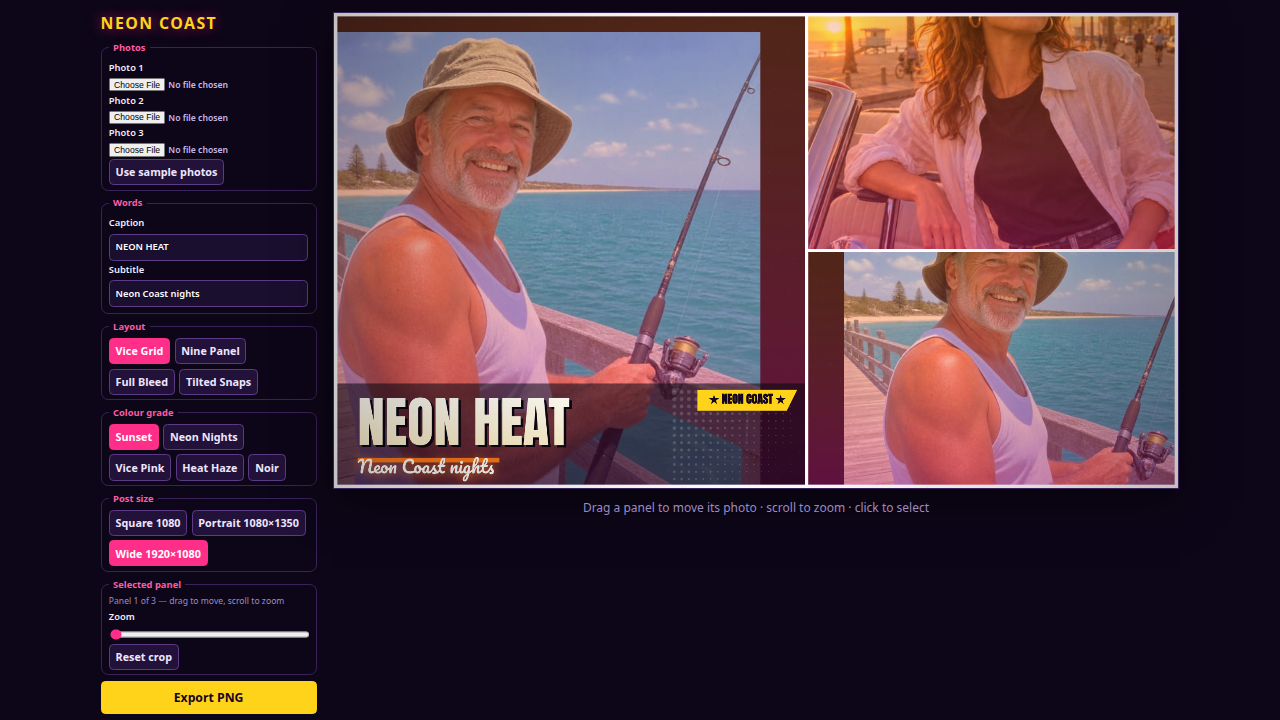 NEON COAST
Photos
Photo 1
Choose File No file chosen
Photo 2
Choose File No file chosen
Photo 3
Choose File No file chosen
Use sample photos
Words
Caption
NEON HEAT
Subtitle
Neon Coast nights
Layout
Vice Grid Nine Panel
Full Bleed Tilted Snaps
Colour grade
Sunset Neon Nights
Vice Pink Heat Haze Noir
Post size
Square 1080 Portrait 1080×1350
Wide 1920×1080
Selected panel
Panel 1 of 3 — drag to move, scroll to zoom
Zoom
Reset crop
Export PNG
★ NEON COAST ★
NEON HEAT
Neon Coast nights
Drag a panel to move its photo · scroll to zoom · click to select